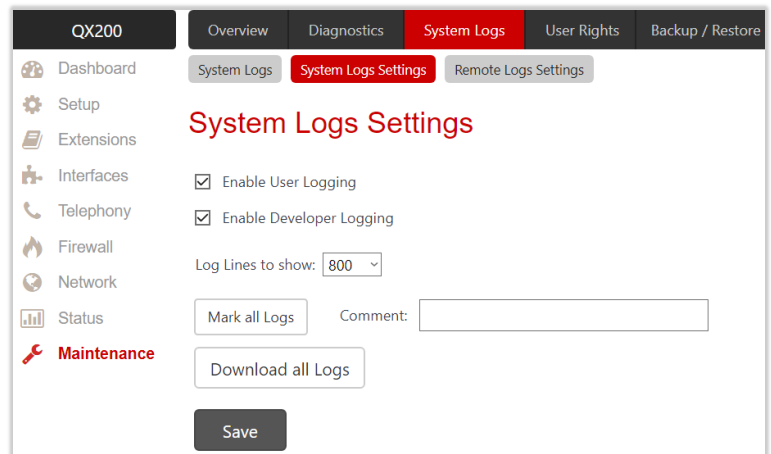 QX200
Overview Diagnostics System Logs User Rights Backup / Restore
Dashboard
Setup
Extensions
Interfaces
Telephony
Firewall
Network
Status
Maintenance
System Logs System Logs Settings Remote Logs Settings
System Logs Settings
Enable User Logging
Enable Developer Logging
Log Lines to show: 800
Mark all Logs Comment:
Download all Logs
Save